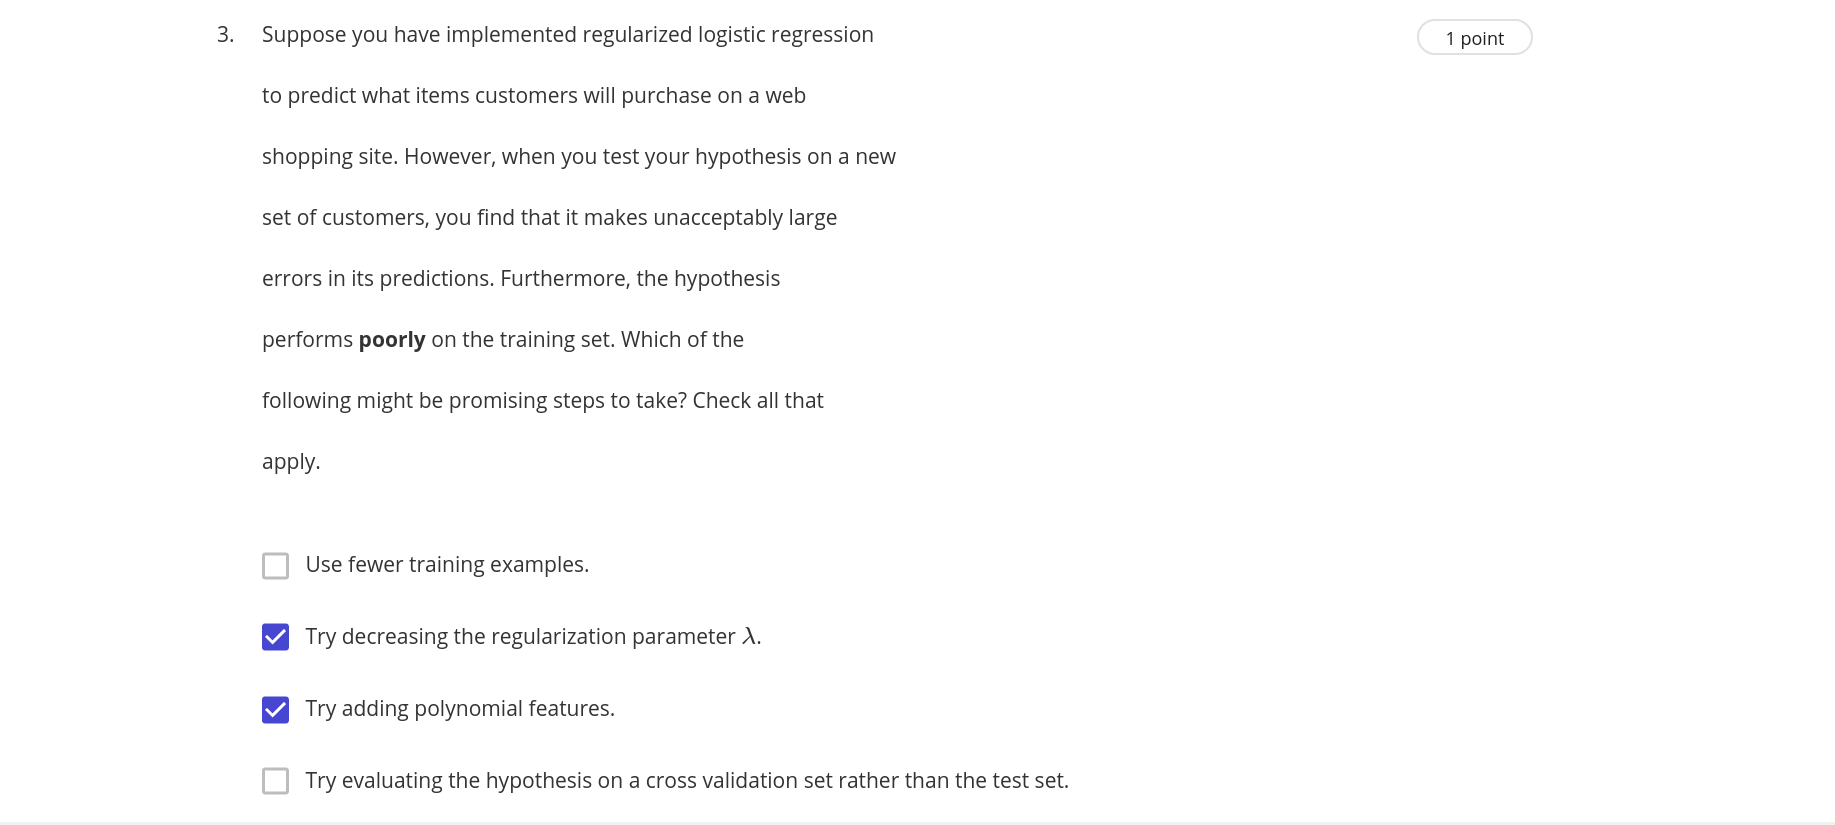 3. Suppose you have implemented regularized logistic regression
1 point
to predict what items customers will purchase on a web
shopping site. However, when you test your hypothesis on a new
set of customers, you find that it makes unacceptably large
errors in its predictions. Furthermore, the hypothesis
performs poorly on the training set. Which of the
following might be promising steps to take? Check all that
apply.
Use fewer training examples.
Try decreasing the regularization parameter λ.
Try adding polynomial features.
Try evaluating the hypothesis on a cross validation set rather than the test set.